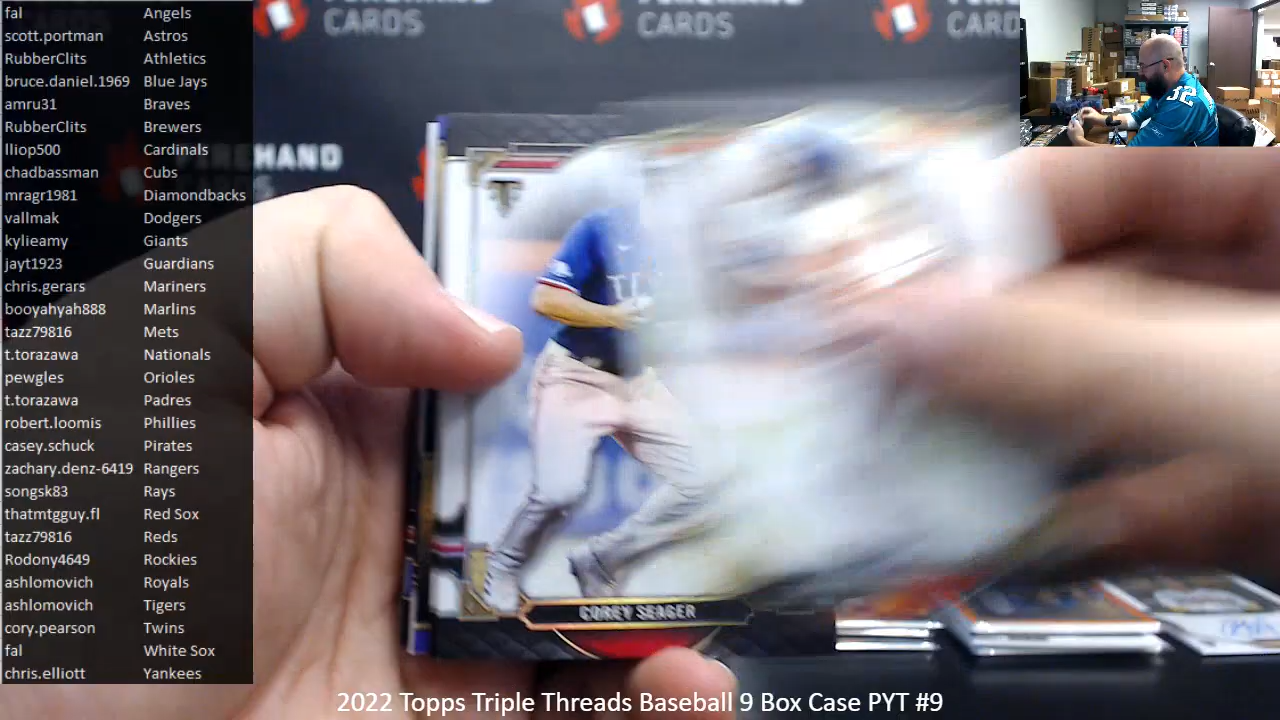 fal Angels
scott.portman Astros
RubberClits Athletics
bruce.daniel.1969 Blue Jays
amru31 Braves
RubberClits Brewers
lliop500 Cardinals
chadbassman Cubs
mragr1981 Diamondbacks
vallmak Dodgers
kylieamy Giants
jayt1923 Guardians
chris.gerars Mariners
booyahyah888 Marlins
tazz79816 Mets
t.torazawa Nationals
pewgles Orioles
t.torazawa Padres
robert.loomis Phillies
casey.schuck Pirates
zachary.denz-6419 Rangers
songsk83 Rays
thatmtgguy.fl Red Sox
tazz79816 Reds
Rodony4649 Rockies
ashlomovich Royals
ashlomovich Tigers
cory.pearson Twins
fal White Sox
chris.elliott Yankees
CARDS
CARDS
CARD
HAND
32
COREY SEAGER
2022 Topps Triple Threads Baseball 9 Box Case PYT #9